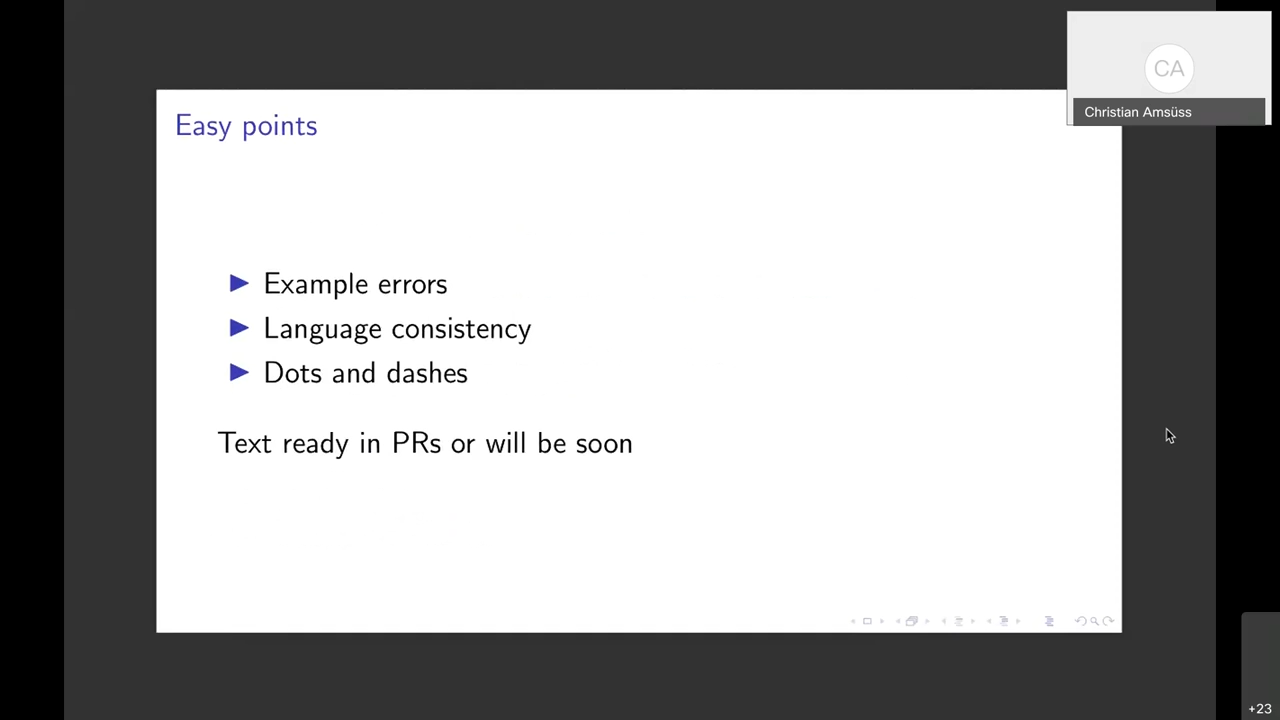 CA
Christian Amsüss
Easy points
Example errors
Language consistency
Dots and dashes
Text ready in PRs or will be soon
+23